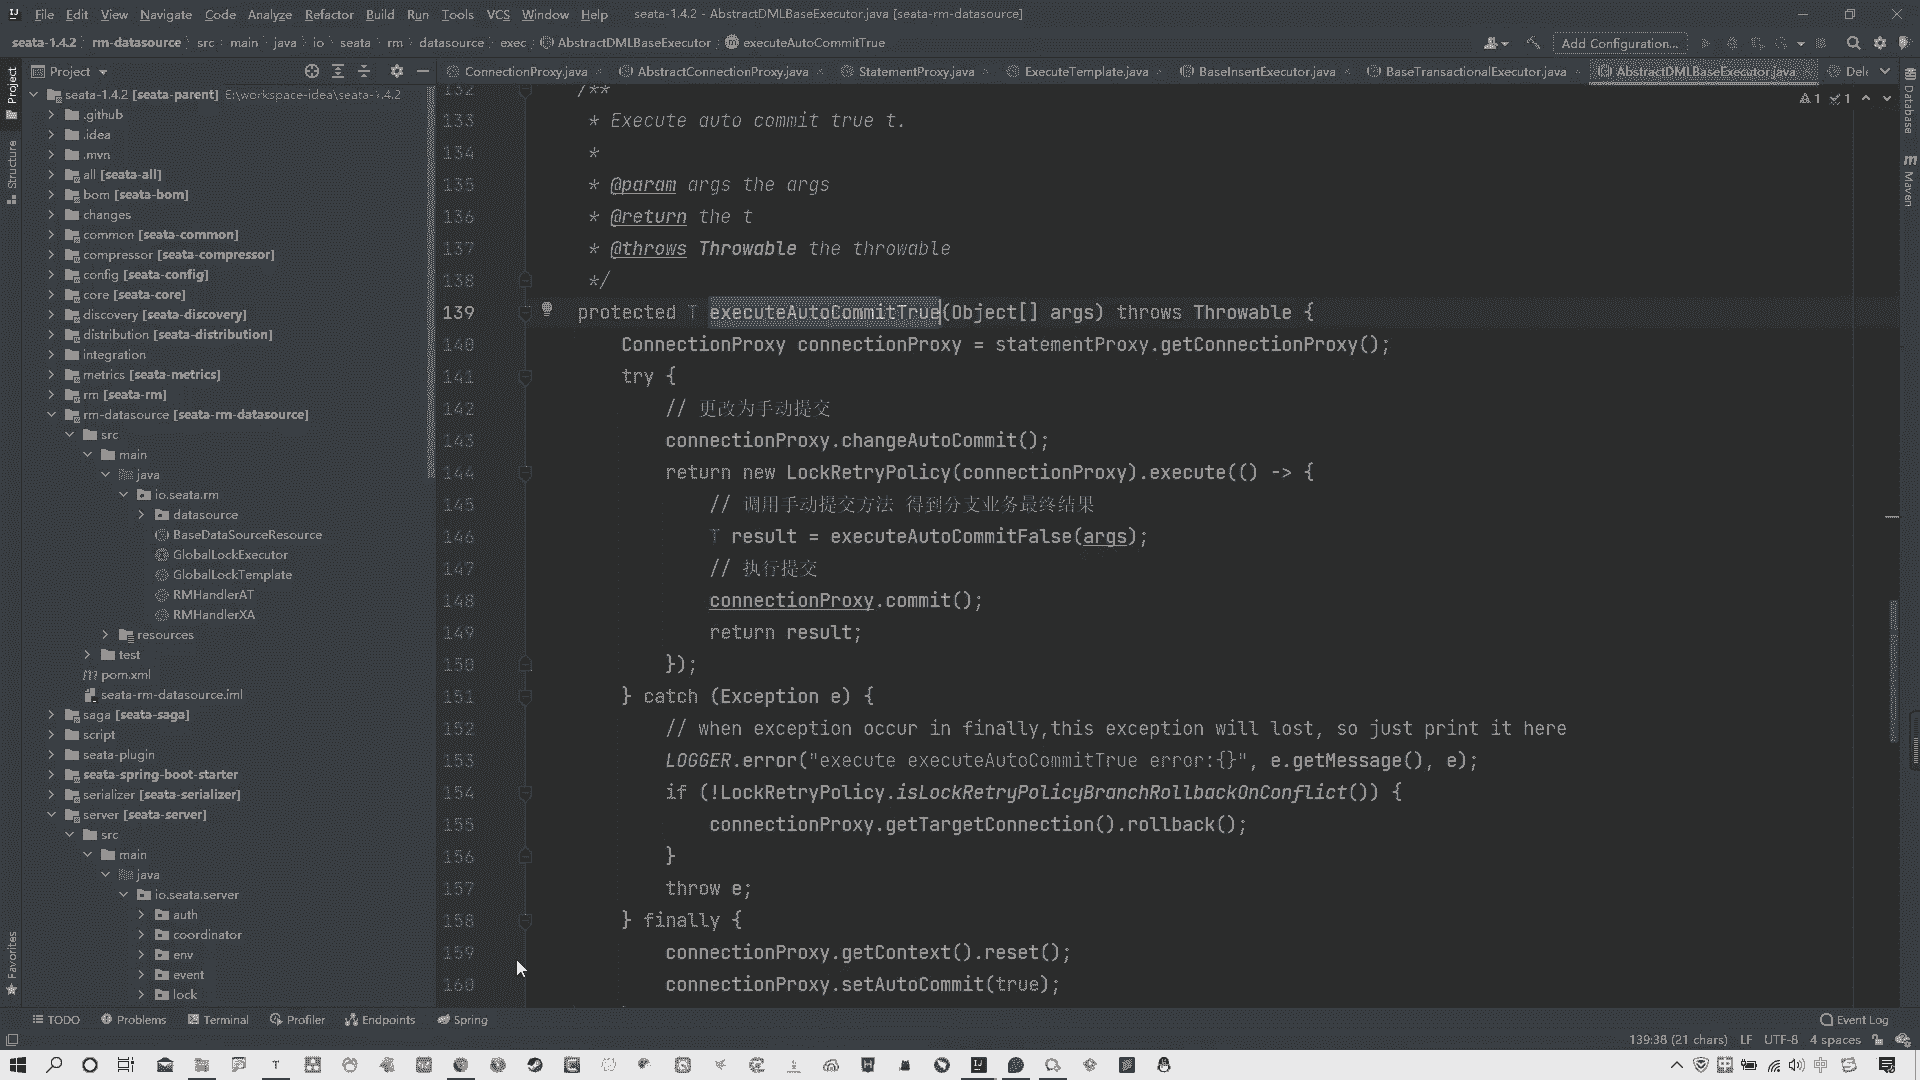 File Edit View Navigate Code Analyze Refactor Build Run Tools VCS Window Help seata-1.4.2 - AbstractDMLBaseExecutor.java [seata-rm-datasource]
seata-1.4.2 rm-datasource src main java io seata rm datasource exec AbstractDMLBaseExecutor executeAutoCommitTrue Add Configuration...
Project
ConnectionProxy.java AbstractConnectionProxy.java StatementProxy.java ExecuteTemplate.java BaseInsertExecutor.java BaseTransactionalExecutor.java AbstractDMLBaseExecutor.java Dele
Project
Structure
Favorites
seata-1.4.2 [seata-parent] E:\workspace-idea\seata-1.4.2
.github
.idea
.mvn
all [seata-all]
bom [seata-bom]
changes
common [seata-common]
compressor [seata-compressor]
config [seata-config]
core [seata-core]
discovery [seata-discovery]
distribution [seata-distribution]
integration
metrics [seata-metrics]
rm [seata-rm]
rm-datasource [seata-rm-datasource]
src
main
java
io.seata.rm
datasource
BaseDataSourceResource
GlobalLockExecutor
GlobalLockTemplate
RMHandlerAT
RMHandlerXA
resources
test
pom.xml
seata-rm-datasource.iml
saga [seata-saga]
script
seata-plugin
seata-spring-boot-starter
serializer [seata-serializer]
server [seata-server]
src
main
java
io.seata.server
auth
coordinator
env
event
lock
1 1
132 /**
133 * Execute auto commit true t.
134 *
135 * @param args the args
136 * @return the t
137 * @throws Throwable the throwable
138 */
139 protected T executeAutoCommitTrue(Object[] args) throws Throwable {
140 ConnectionProxy connectionProxy = statementProxy.getConnectionProxy();
141 try {
142 // 更改为手动提交
143 connectionProxy.changeAutoCommit();
144 return new LockRetryPolicy(connectionProxy).execute(() -> {
145 // 调用手动提交方法 得到分支业务最终结果
146 T result = executeAutoCommitFalse(args);
147 // 执行提交
148 connectionProxy.commit();
149 return result;
150 });
151 } catch (Exception e) {
152 // when exception occur in finally,this exception will lost, so just print it here
153 LOGGER.error("execute executeAutoCommitTrue error:{}", e.getMessage(), e);
154 if (!LockRetryPolicy.isLockRetryPolicyBranchRollbackOnConflict()) {
155 connectionProxy.getTargetConnection().rollback();
156 }
157 throw e;
158 } finally {
159 connectionProxy.getContext().reset();
160 connectionProxy.setAutoCommit(true);
Database
Maven
TODO Problems Terminal Profiler Endpoints Spring Event Log
139:38 (21 chars) LF UTF-8 4 spaces
中